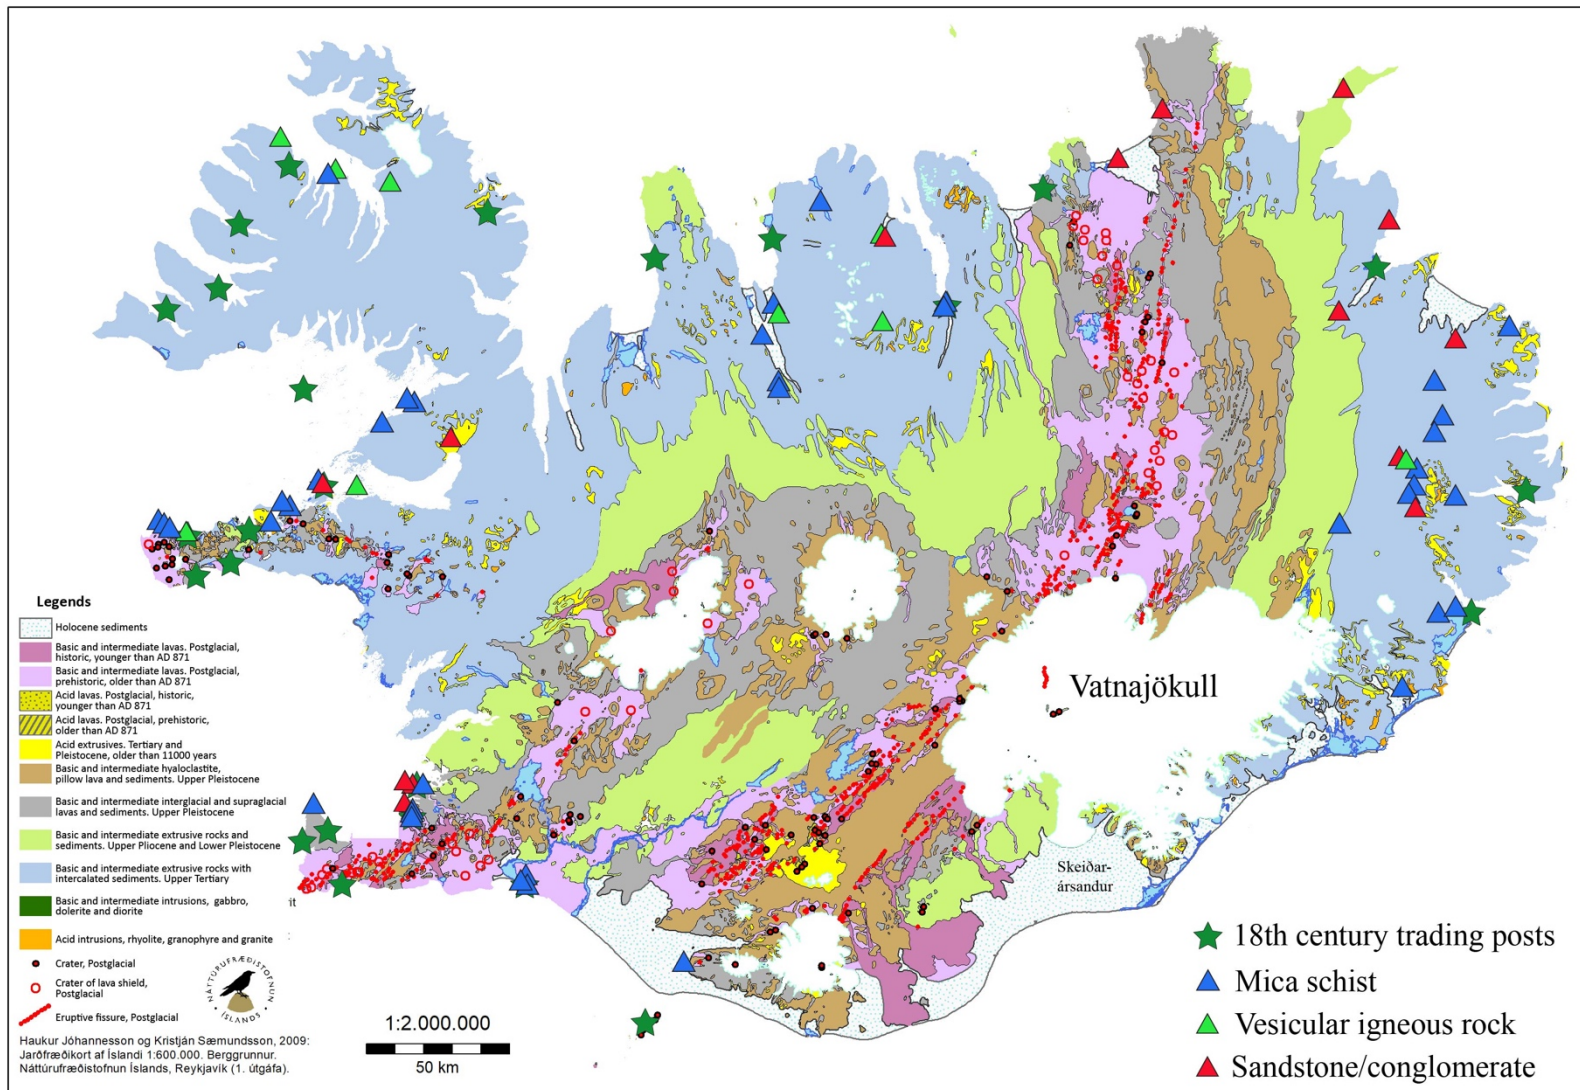 Vatnajökull
Skeiðar-
ársandur
Legends
Holocene sediments
Basic and intermediate lavas. Postglacial,
historic, younger than AD 871
Basic and intermediate lavas. Postglacial,
prehistoric, older than AD 871
Acid lavas. Postglacial, historic,
younger than AD 871
Acid lavas. Postglacial, prehistoric,
older than AD 871
Acid extrusives. Tertiary and
Pleistocene, older than 11000 years
Basic and intermediate hyaloclastite,
pillow lava and sediments. Upper Pleistocene
Basic and intermediate interglacial and supraglacial
lavas and sediments. Upper Pleistocene
Basic and intermediate extrusive rocks and
sediments. Upper Pliocene and Lower Pleistocene
Basic and intermediate extrusive rocks with
intercalated sediments. Upper Tertiary
Basic and intermediate intrusions, gabbro,
dolerite and diorite
Acid intrusions, rhyolite, granophyre and granite
Crater, Postglacial
Crater of lava shield,
Postglacial
Eruptive fissure, Postglacial
rit
NÁTTÚRUFRÆÐISTOFNUN
ÍSLANDS
Haukur Jóhannesson og Kristján Sæmundsson, 2009:
Jarðfræðikort af Íslandi 1:600.000. Berggrunnur.
Náttúrufræðistofnun Íslands, Reykjavík (1. útgáfa).
1:2.000.000
50 km
18th century trading posts
Mica schist
Vesicular igneous rock
Sandstone/conglomerate